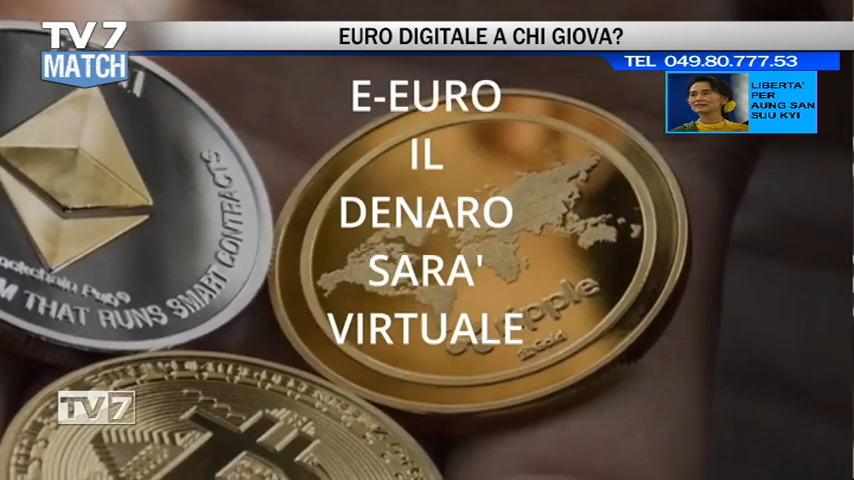 TV7
MATCH
EURO DIGITALE A CHI GIOVA?
TEL 049.80.777.53
LIBERTA'
PER
AUNG SAN
SUU KYI
E-EURO
IL
DENARO
SARA'
VIRTUALE
THAT RUNS SMART CONTRACTS
ripple
TV7